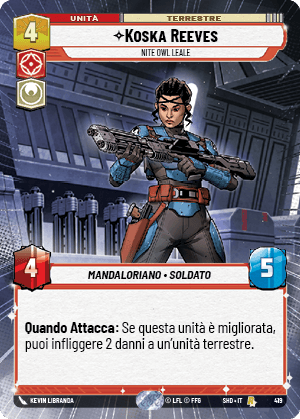 UNITÀ
TERRESTRE
4
KOSKA REEVES
NITE OWL LEALE
4
5
MANDALORIANO • SOLDATO
Quando Attacca: Se questa unità è migliorata,
puoi infliggere 2 danni a un'unità terrestre.
KEVIN LIBRANDA
© LFL © FFG
SHD • IT
419